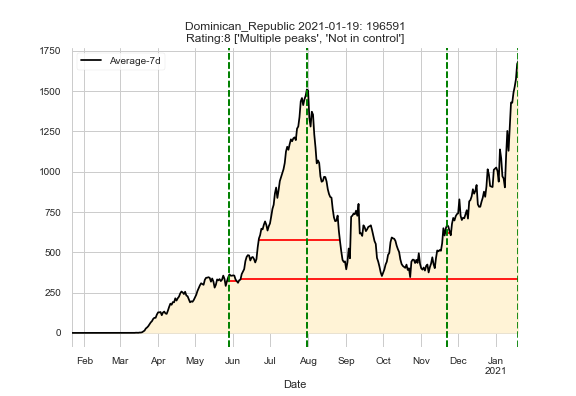 Dominican_Republic 2021-01-19: 196591
Rating:8 ['Multiple peaks', 'Not in control']
Average-7d
1750
1500
1250
1000
750
500
250
0
Feb Mar Apr May Jun Jul Aug Sep Oct Nov Dec Jan
2021
Date